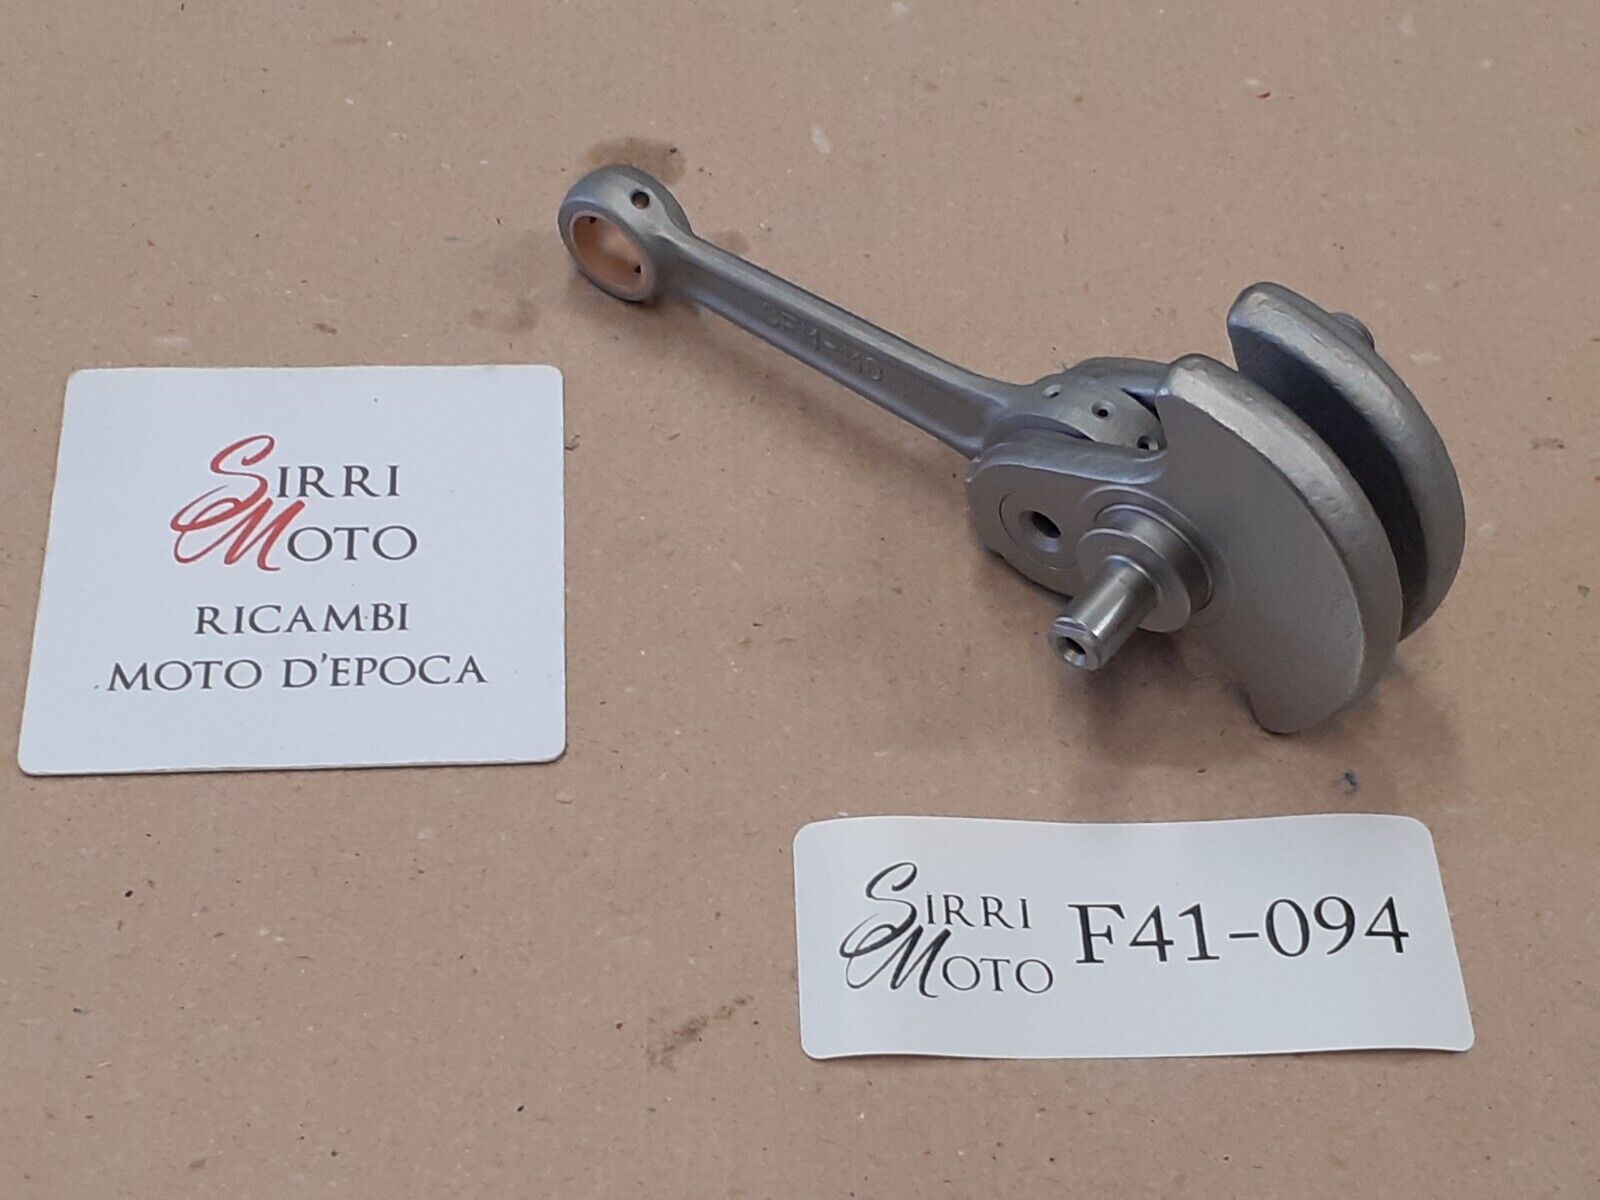 SIRRI
MOTO
RICAMBI
MOTO D'EPOCA
SIRRI
MOTO
F41-094